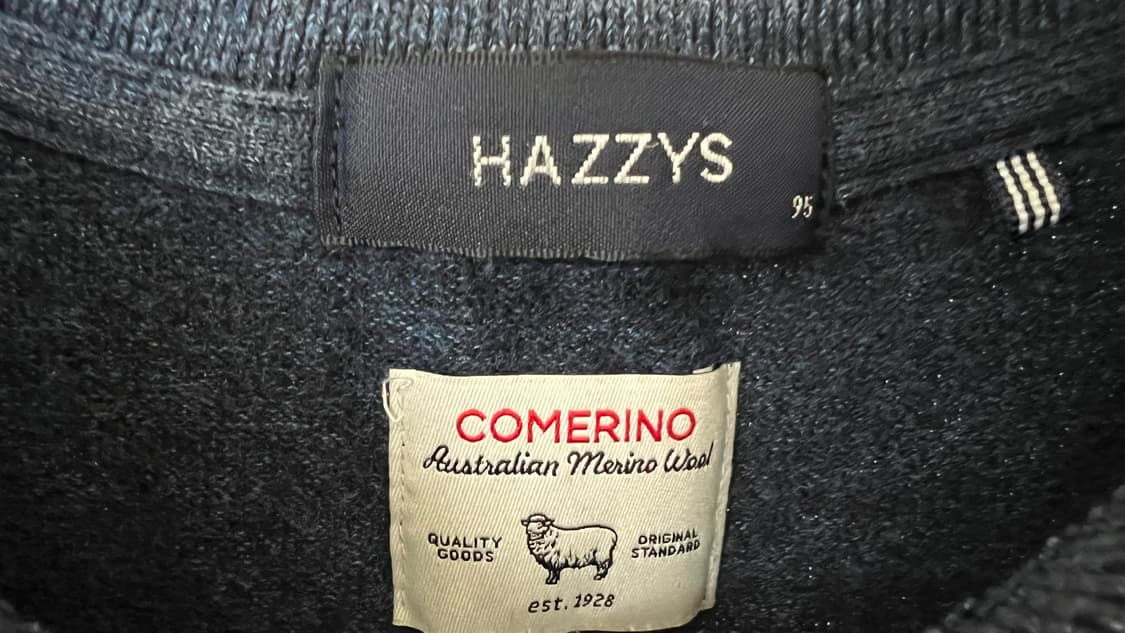 HAZZYS
95
COMERINO
Australian Merino Wool
QUALITY
GOODS
ORIGINAL
STANDARD
est. 1928